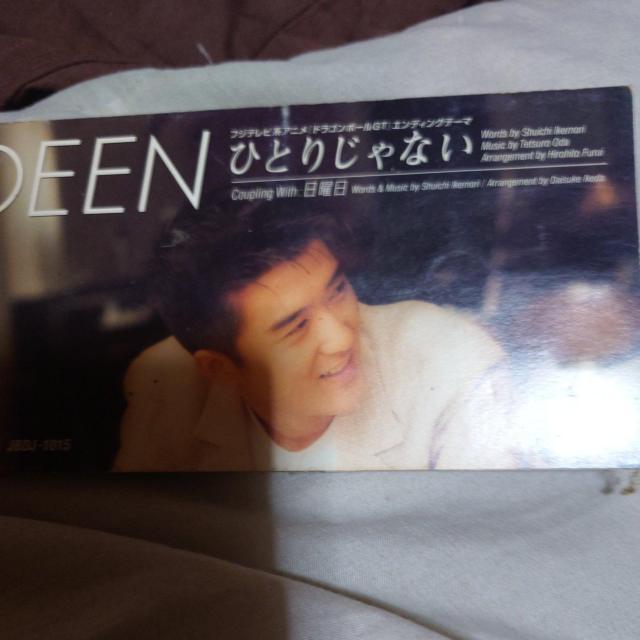 DEEN
フジテレビ系アニメ「ドラゴンボールGT」エンディングテーマ
ひとりじゃない
Words by Shuichi Ikemori
Music by Tetsuro Oda
Arrangement by Hirohito Furui
Coupling With 日曜日 Words & Music by Shuichi Ikemori / Arrangement by Daisuke Ikeda
JBDJ-1015